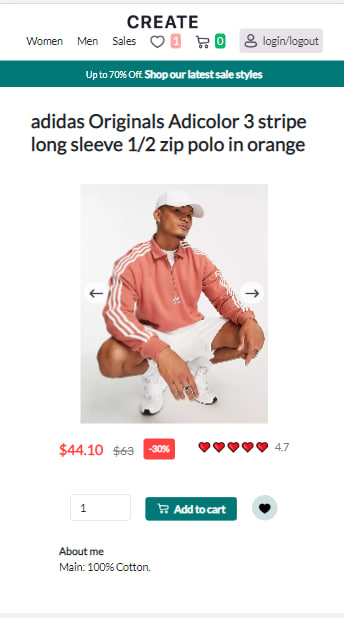 CREATE
Women Men Sales 1 0 login/logout
Up to 70% Off. Shop our latest sale styles
adidas Originals Adicolor 3 stripe
long sleeve 1/2 zip polo in orange
$44.10 $63 -30% 4.7
1 Add to cart
About me
Main: 100% Cotton.